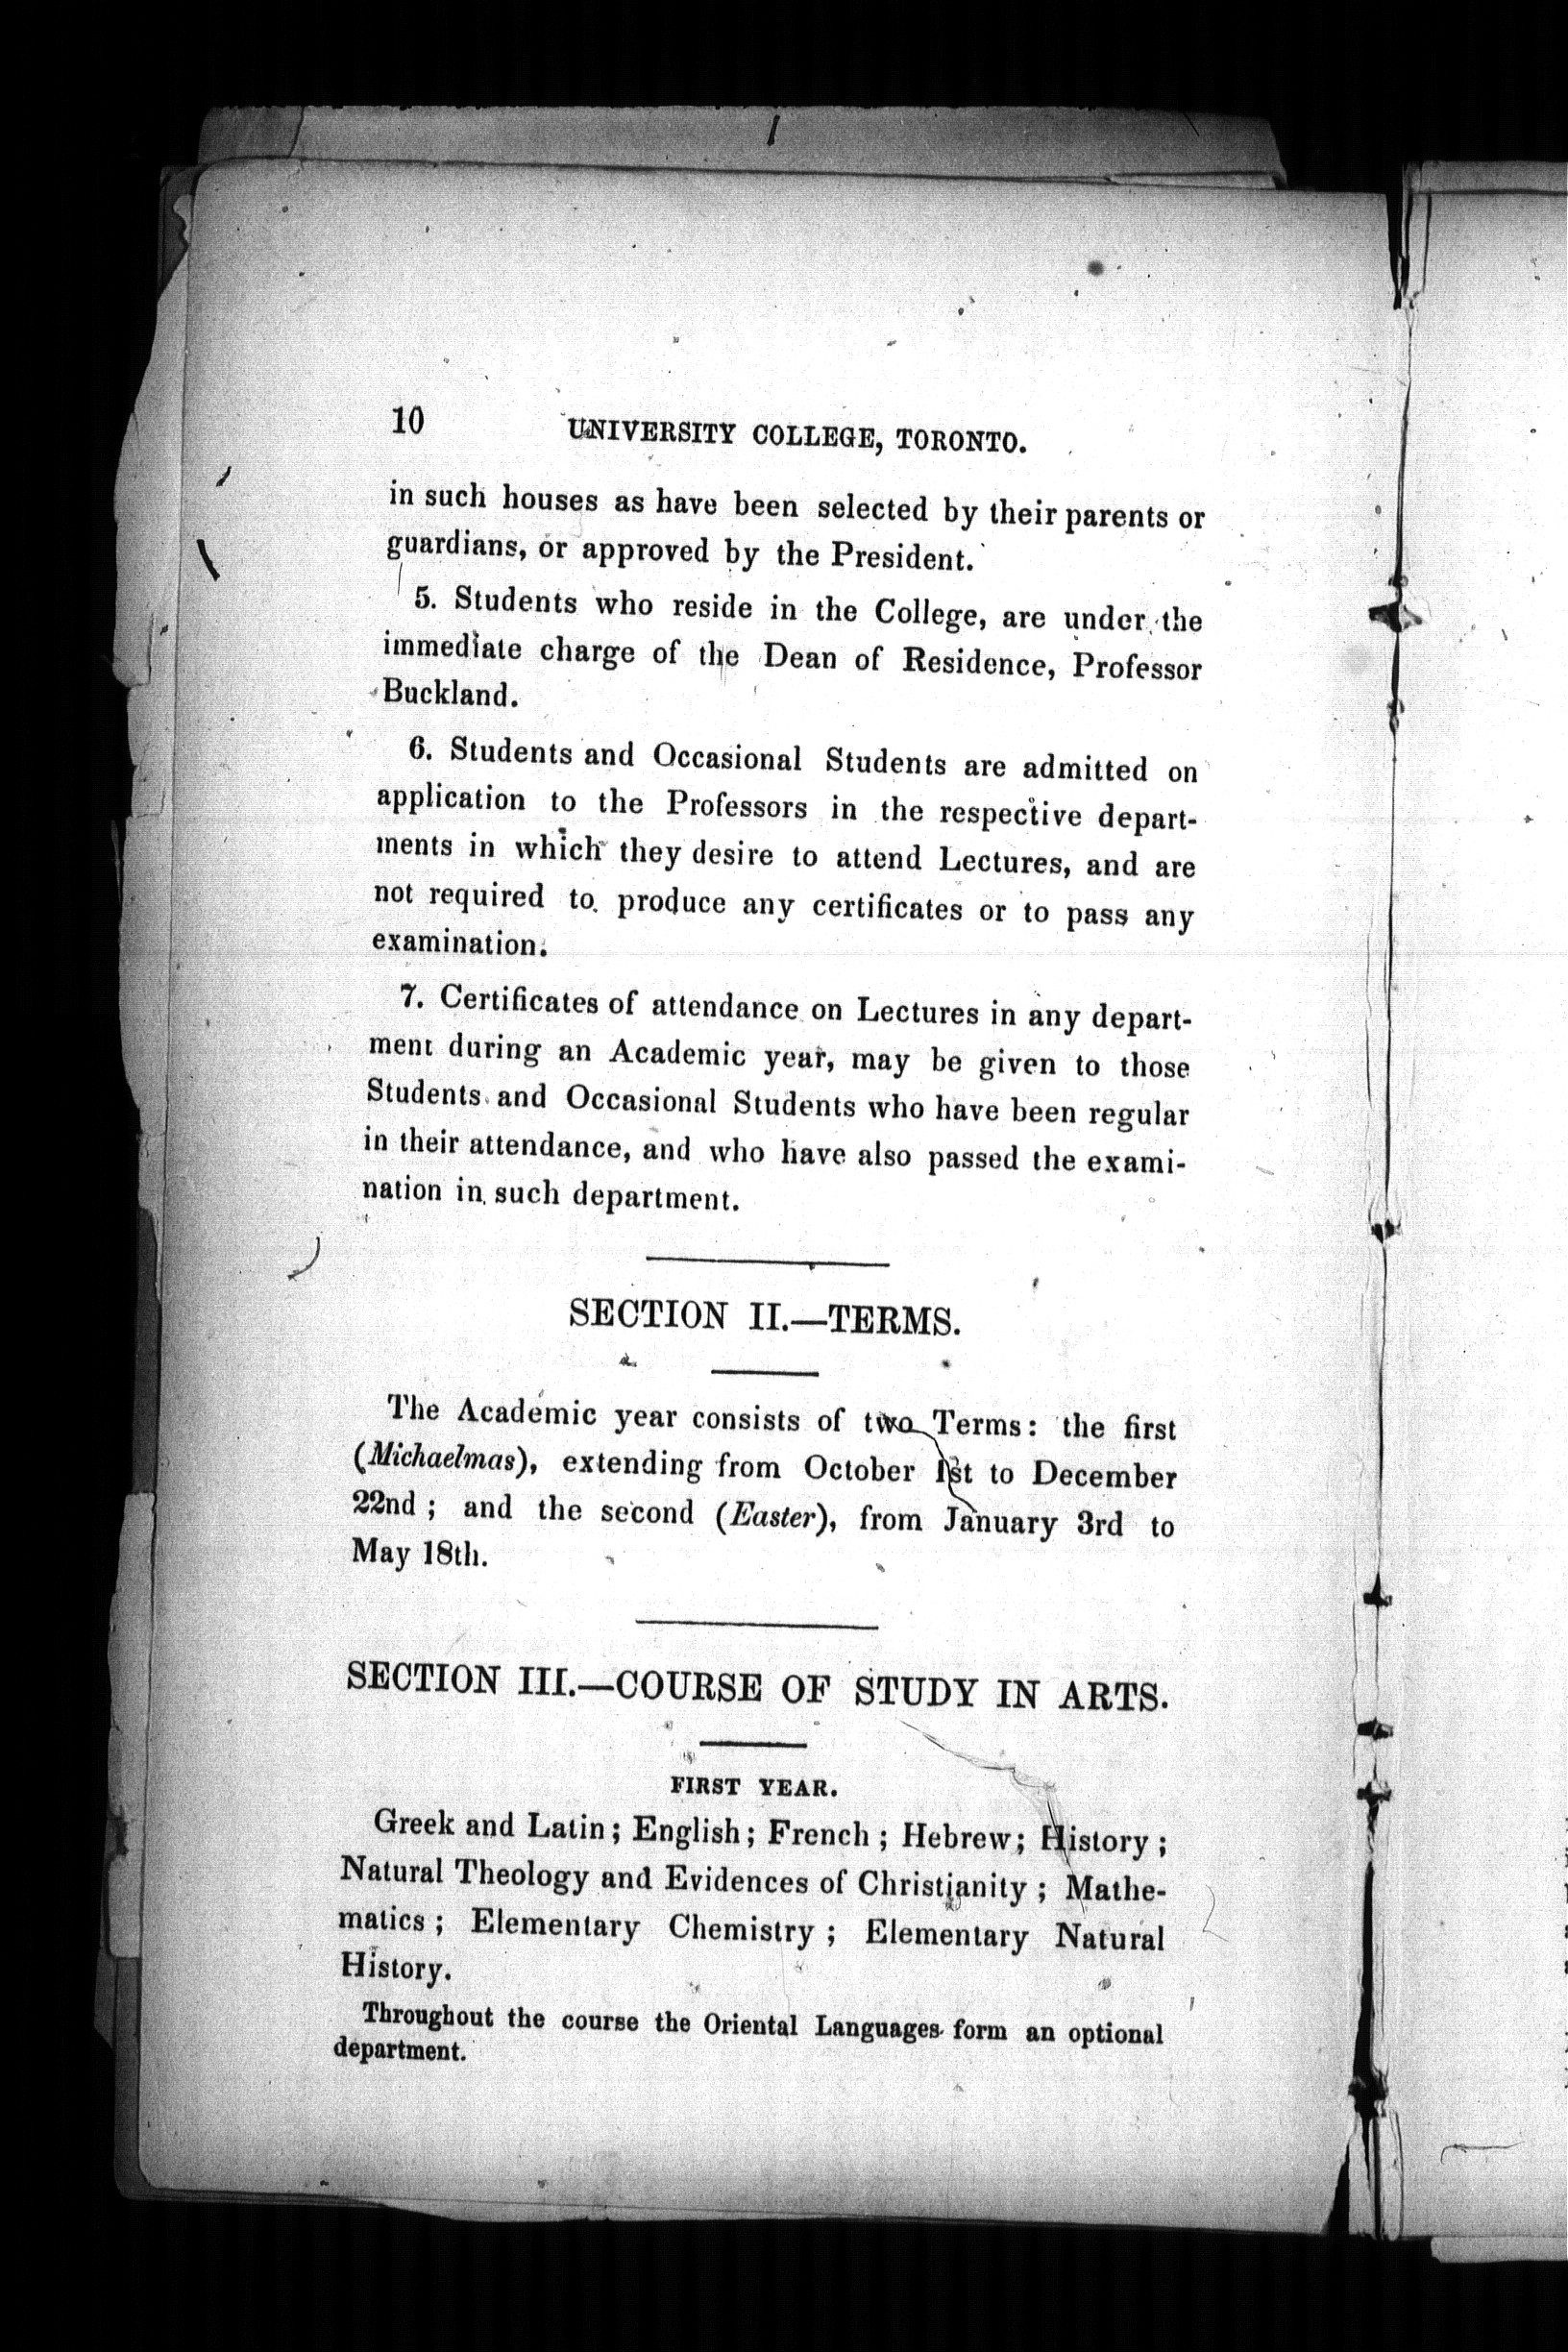 10 UNIVERSITY COLLEGE, TORONTO.
in such houses as have been selected by their parents or
guardians, or approved by the President.
5. Students who reside in the College, are under the
immediate charge of the Dean of Residence, Professor
Buckland.
6. Students and Occasional Students are admitted on
application to the Professors in the respective depart-
ments in which they desire to attend Lectures, and are
not required to produce any certificates or to pass any
examination.
7. Certificates of attendance on Lectures in any depart-
ment during an Academic year, may be given to those
Students and Occasional Students who have been regular
in their attendance, and who have also passed the exami-
nation in such department.
SECTION II.—TERMS.
The Academic year consists of two Terms: the first
(Michaelmas), extending from October 1st to December
22nd ; and the second (Easter), from January 3rd to
May 18th.
SECTION III.—COURSE OF STUDY IN ARTS.
FIRST YEAR.
Greek and Latin ; English ; French ; Hebrew ; History ;
Natural Theology and Evidences of Christianity ; Mathe-
matics ; Elementary Chemistry ; Elementary Natural
History.
Throughout the course the Oriental Languages form an optional
department.